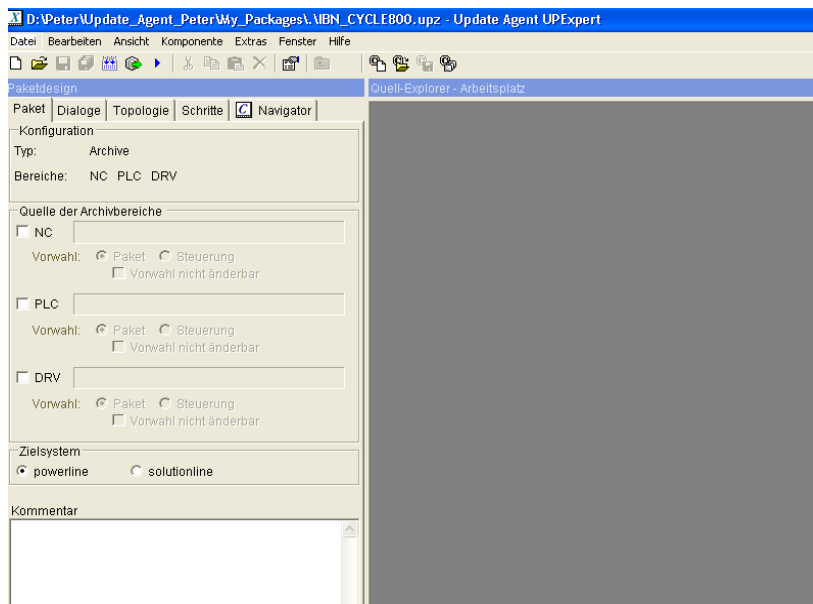 D:\Peter\Update_Agent_Peter\My_Packages\.\IBN_CYCLE800.upz - Update Agent UPExpert
Datei Bearbeiten Ansicht Komponente Extras Fenster Hilfe
Paketdesign
Quell-Explorer - Arbeitsplatz
Paket Dialoge Topologie Schritte C Navigator
Konfiguration
Typ: Archive
Bereiche: NC PLC DRV
Quelle der Archivbereiche
NC
Vorwahl: Paket Steuerung
Vorwahl nicht änderbar
PLC
Vorwahl: Paket Steuerung
Vorwahl nicht änderbar
DRV
Vorwahl: Paket Steuerung
Vorwahl nicht änderbar
Zielsystem
powerline solutionline
Kommentar